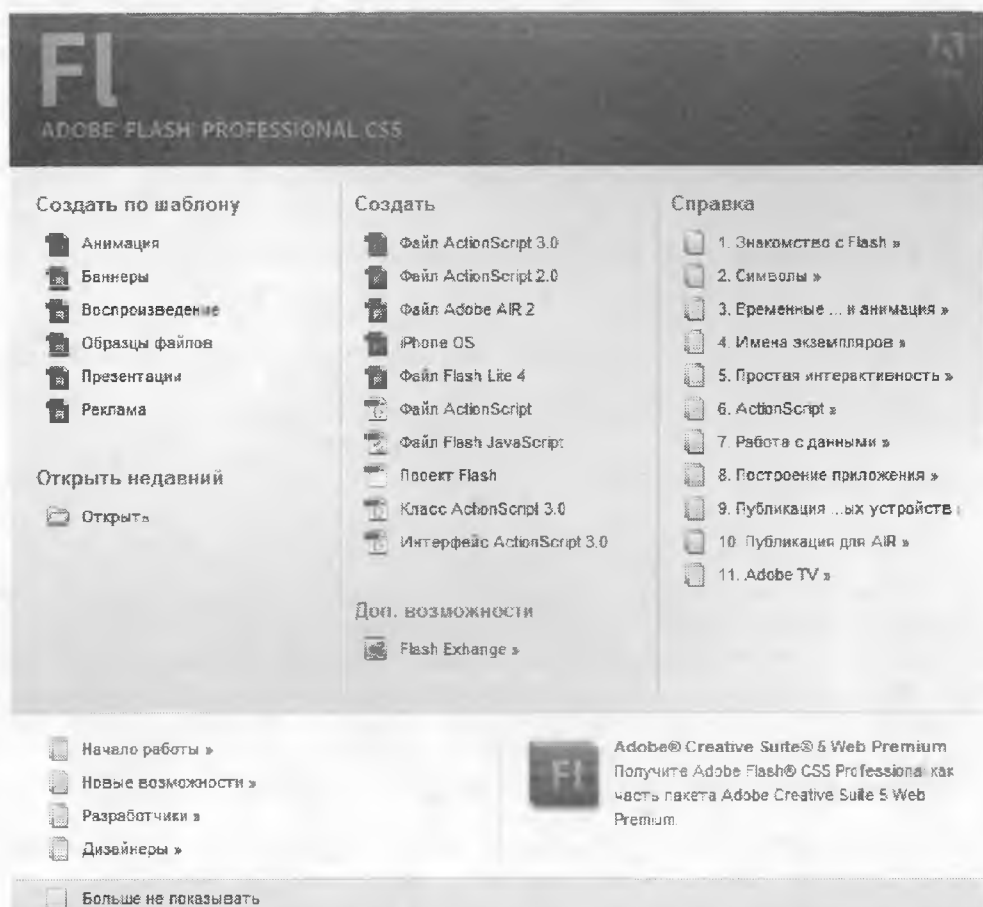 Fl
ADOBE FLASH PROFESSIONAL CS5
Создать по шаблону
Анимация
Баннеры
Воспроизведение
Образцы файлов
Презентации
Реклама
Открыть недавний
Открыть
Создать
Файл ActionScript 3.0
Файл ActionScript 2.0
Файл Adobe AIR 2
iPhone OS
Файл Flash Lite 4
Файл ActionScript
Файл Flash JavaScript
Проект Flash
Класс ActionScript 3.0
Интерфейс ActionScript 3.0
Доп. возможности
Flash Exhange »
Справка
1. Знакомство с Flash »
2. Символы »
3. Временные ... и анимация »
4. Имена экземпляров »
5. Простая интерактивность »
6. ActionScript »
7. Работа с данными »
8. Построение приложения »
9. Публикация ...ых устройств
10. Публикация для AIR »
11. Adobe TV »
Начало работы »
Новые возможности »
Разработчики »
Дизайнеры »
Fl
Adobe® Creative Suite® 5 Web Premium
Получите Adobe Flash® CS5 Professional как
часть пакета Adobe Creative Suite 5 Web
Premium.
Больше не показывать